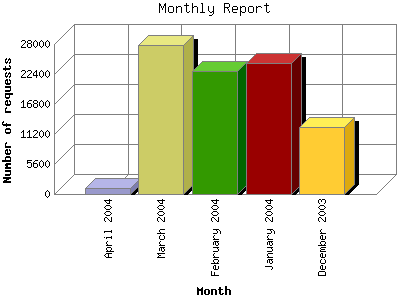 Monthly Report
Number of requests
28000
22400
16800
11200
5600
0
April 2004
March 2004
February 2004
January 2004
December 2003
Month